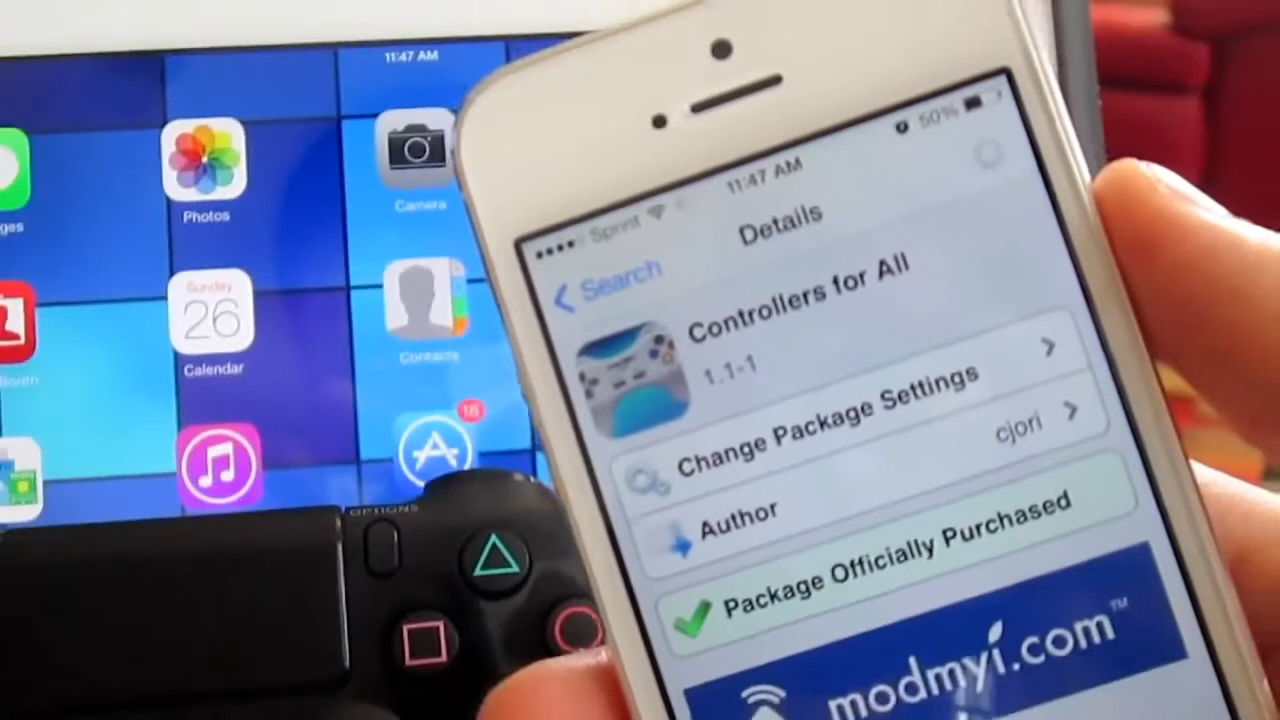 11:47 AM
Photos
Camera
Sunday
26
Calendar
Contacts
18
OPTIONS
Sprint
11:47 AM
50%
Search
Details
Controllers for All
1.1-1
Change Package Settings
Author
cjori
Package Officially Purchased
modmyi.com™